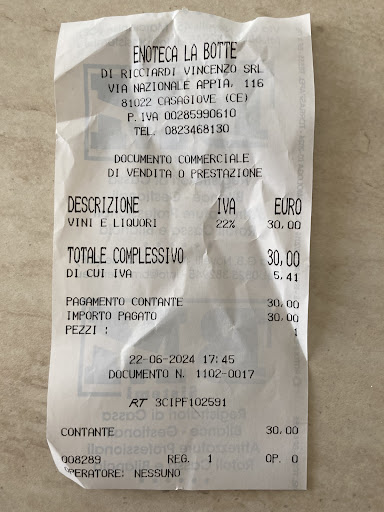 ENOTECA LA BOTTE
DI RICCIARDI VINCENZO SRL
VIA NAZIONALE APPIA, 116
81022 CASAGIOVE (CE)
P.IVA 00285990610
TEL. 0823468130
DOCUMENTO COMMERCIALE
DI VENDITA O PRESTAZIONE
DESCRIZIONE IVA EURO
VINI E LIQUORI 22% 30,00
TOTALE COMPLESSIVO 30,00
DI CUI IVA 5,41
PAGAMENTO CONTANTE 30,00
IMPORTO PAGATO 30,00
PEZZI : 1
22-06-2024 17:45
DOCUMENTO N. 1102-0017
RT 3CIPF102591
CONTANTE 30,00
008289 REG. 1 OP. 0
OPERATORE: NESSUNO